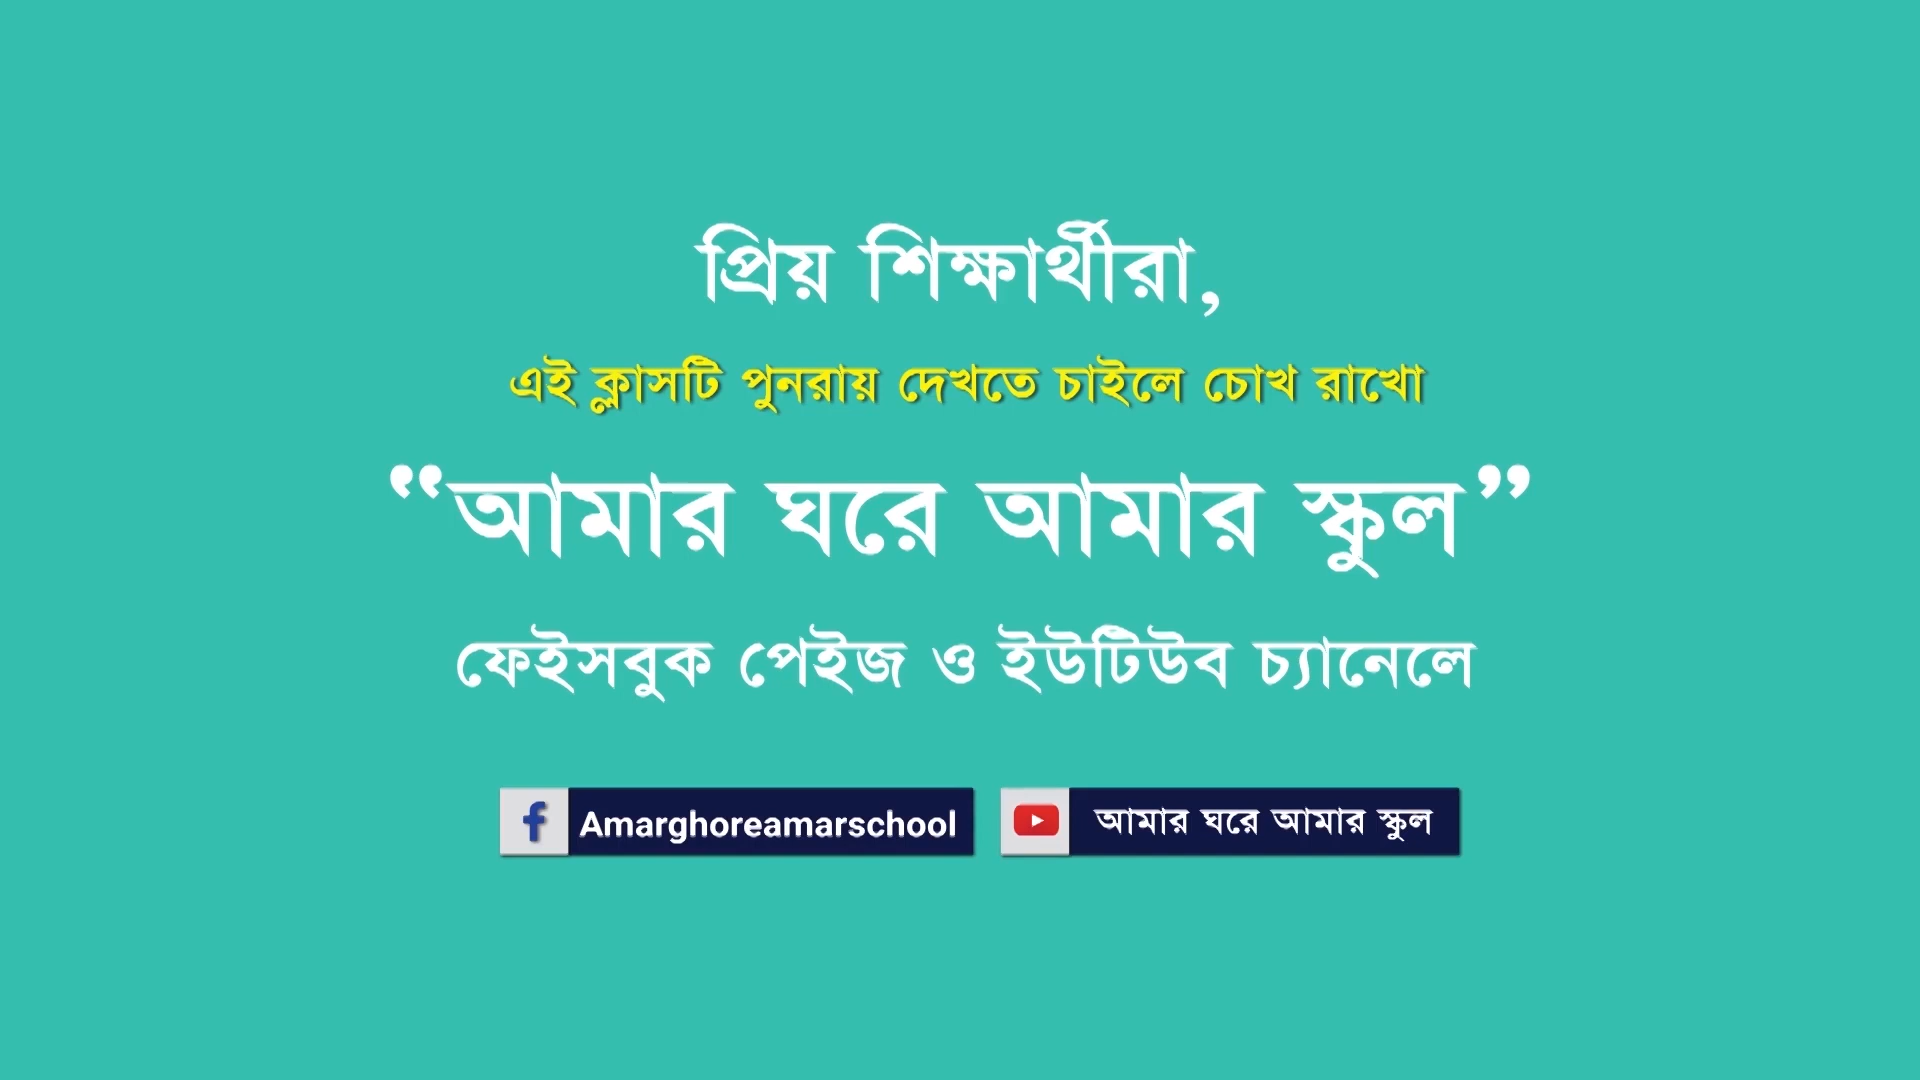 প্রিয় শিক্ষার্থীরা,
এই ক্লাসটি পুনরায় দেখতে চাইলে চোখ রাখো
“আমার ঘরে আমার স্কুল”
ফেইসবুক পেইজ ও ইউটিউব চ্যানেলে
Amarghoreamarschool আমার ঘরে আমার স্কুল